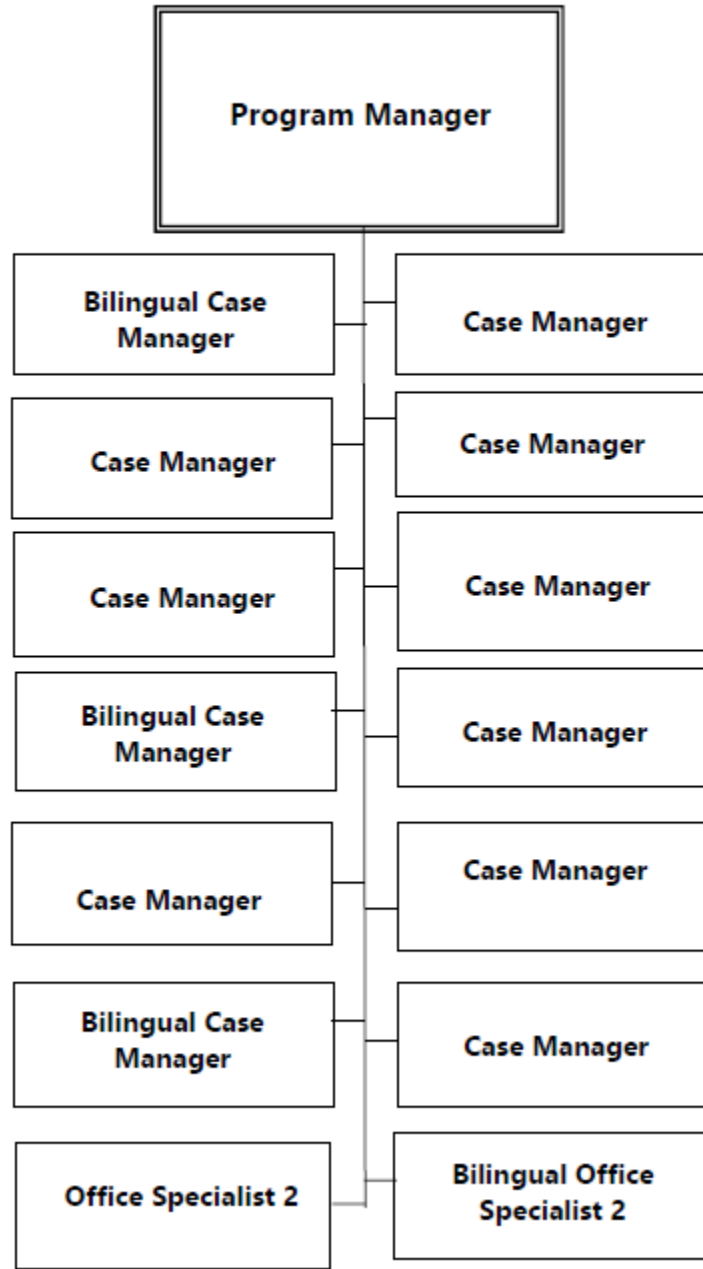 Program Manager
Bilingual Case
Manager
Case Manager
Case Manager
Case Manager
Case Manager
Case Manager
Bilingual Case
Manager
Case Manager
Case Manager
Case Manager
Bilingual Case
Manager
Case Manager
Office Specialist 2
Bilingual Office
Specialist 2